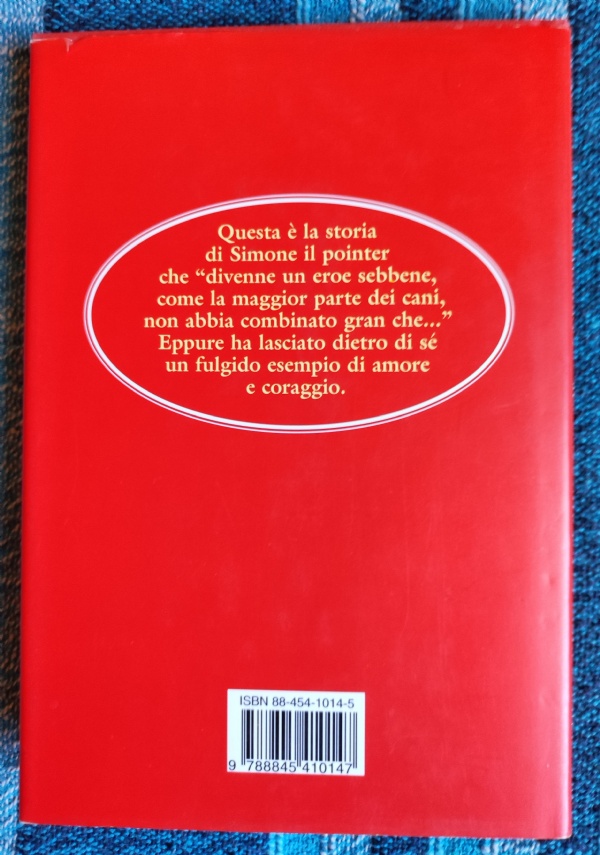 Questa è la storia
di Simone il pointer
che “divenne un eroe sebbene,
come la maggior parte dei cani,
non abbia combinato gran che...”
Eppure ha lasciato dietro di sé
un fulgido esempio di amore
e coraggio.
ISBN 88-454-1014-5
9 788845 410147